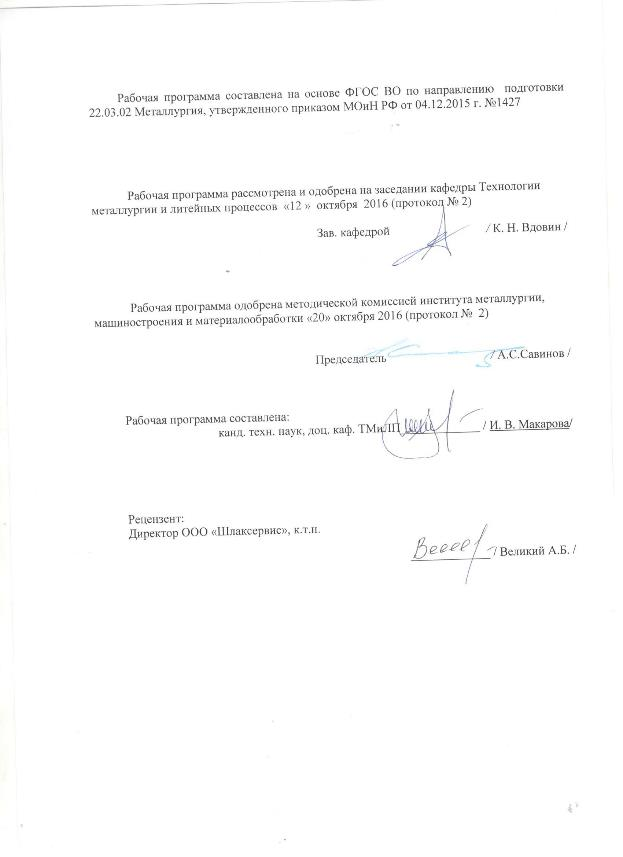 Рабочая программа составлена на основе ФГОС ВО по направлению подготовки
22.03.02 Металлургия, утвержденного приказом МОиН РФ от 04.12.2015 г. №1427
Рабочая программа рассмотрена и одобрена на заседании кафедры Технологии
металлургии и литейных процессов «12 » октября 2016 (протокол № 2)
Зав. кафедрой / К. Н. Вдовин /
Рабочая программа одобрена методической комиссией института металлургии,
машиностроения и материалообработки «20» октября 2016 (протокол № 2)
Председатель / А.С.Савинов /
Рабочая программа составлена:
канд. техн. наук, доц. каф. ТМиЛП / И. В. Макарова/
Рецензент:
Директор ООО «Шлаксервис», к.т.н.
/ Великий А.Б. /